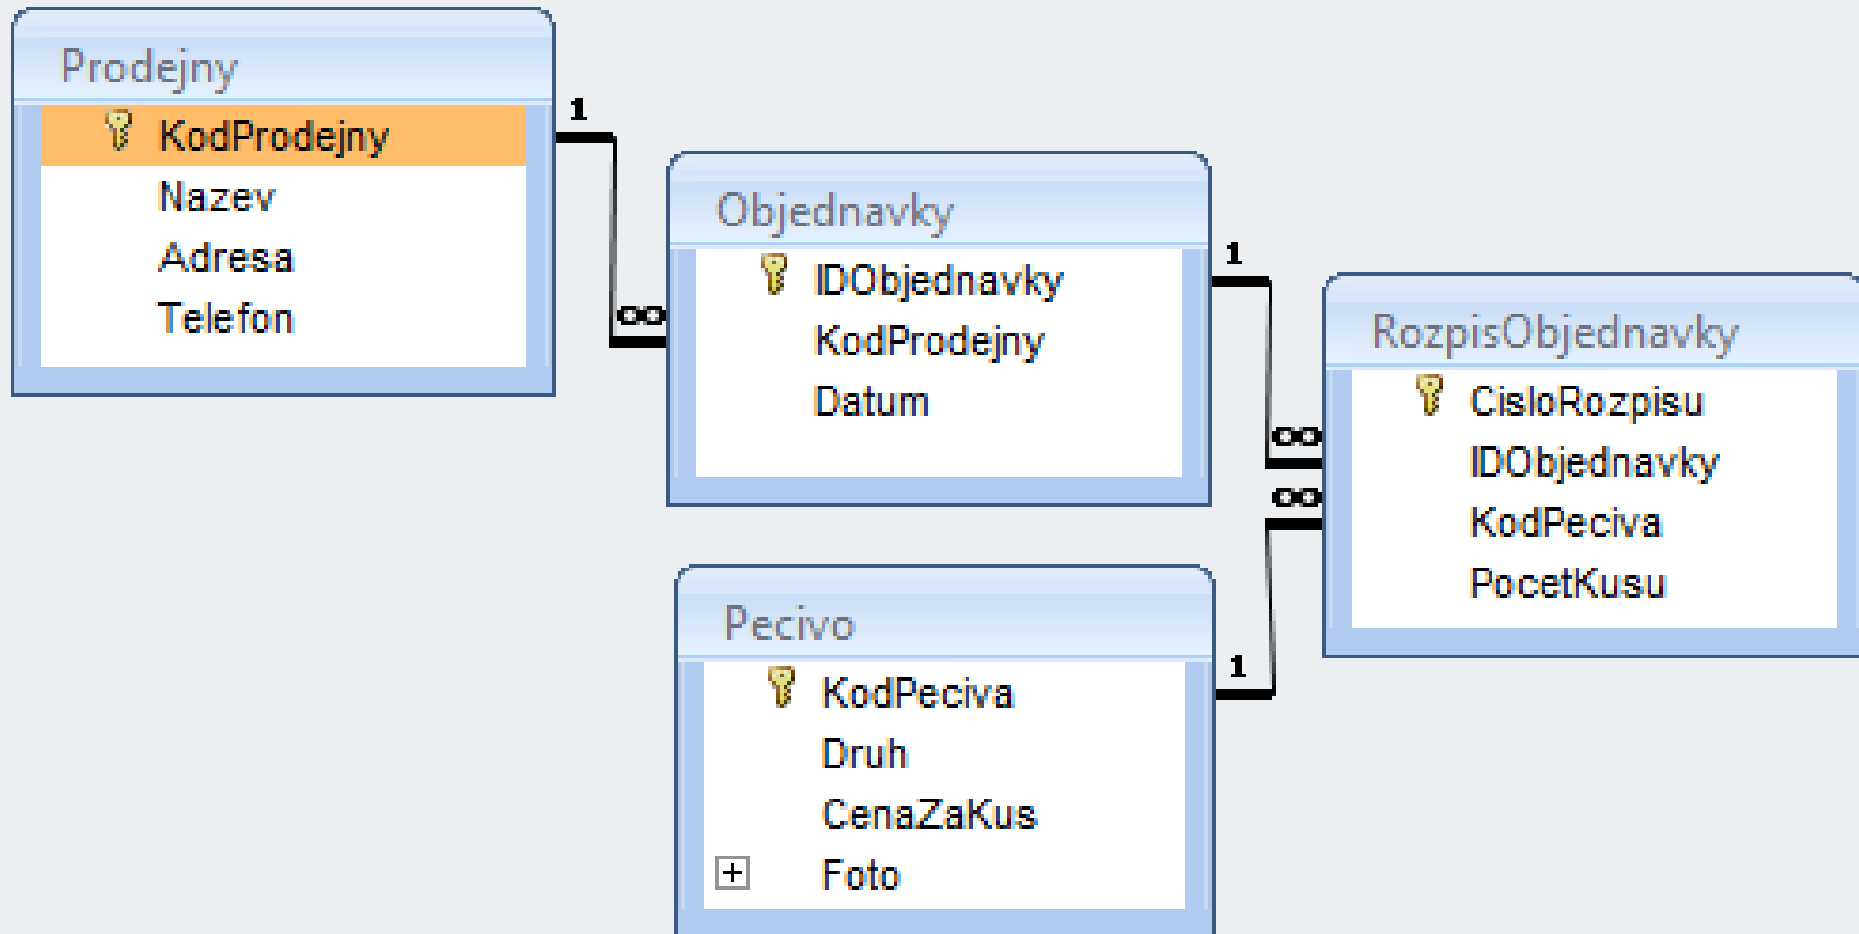 Prodejny
KodProdejny
Nazev
Adresa
Telefon
1
∞
Objednavky
IDObjednavky
KodProdejny
Datum
1
∞
RozpisObjednavky
CisloRozpisu
IDObjednavky
KodPeciva
PocetKusu
∞
Pecivo
1
KodPeciva
Druh
CenaZaKus
Foto